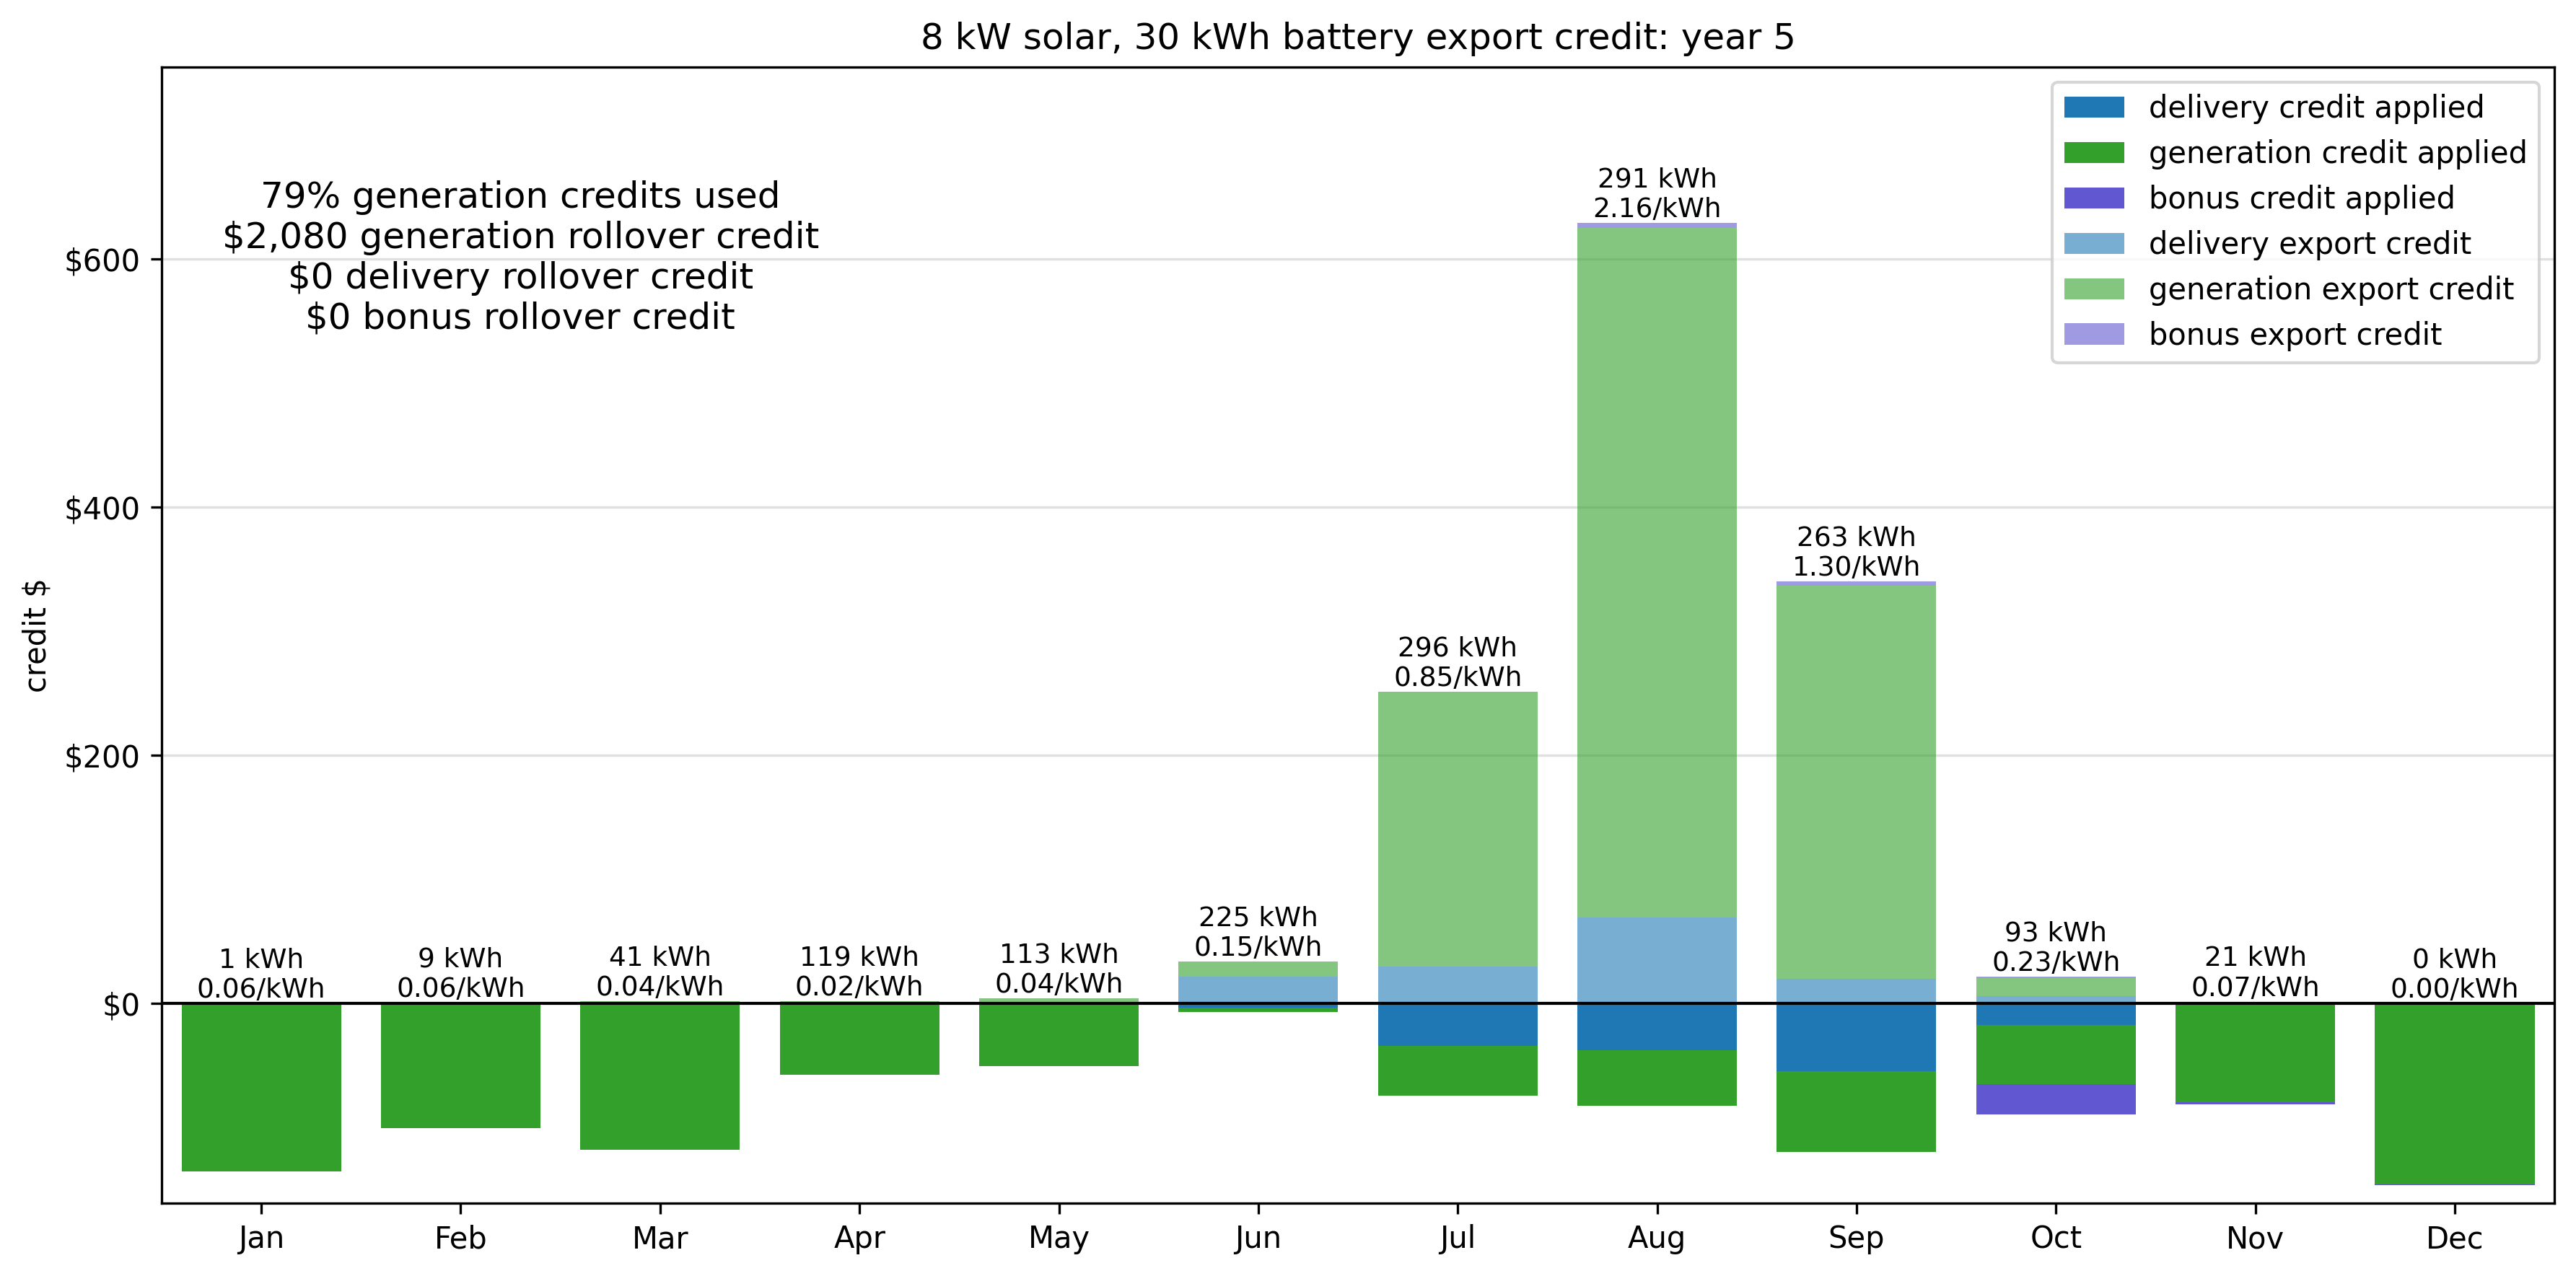 8 kW solar, 30 kWh battery export credit: year 5
delivery credit applied
generation credit applied
bonus credit applied
delivery export credit
generation export credit
bonus export credit
79% generation credits used
$2,080 generation rollover credit
$0 delivery rollover credit
$0 bonus rollover credit
credit $
$600
$400
$200
$0
1 kWh
0.06/kWh
9 kWh
0.06/kWh
41 kWh
0.04/kWh
119 kWh
0.02/kWh
113 kWh
0.04/kWh
225 kWh
0.15/kWh
296 kWh
0.85/kWh
291 kWh
2.16/kWh
263 kWh
1.30/kWh
93 kWh
0.23/kWh
21 kWh
0.07/kWh
0 kWh
0.00/kWh
Jan Feb Mar Apr May Jun Jul Aug Sep Oct Nov Dec